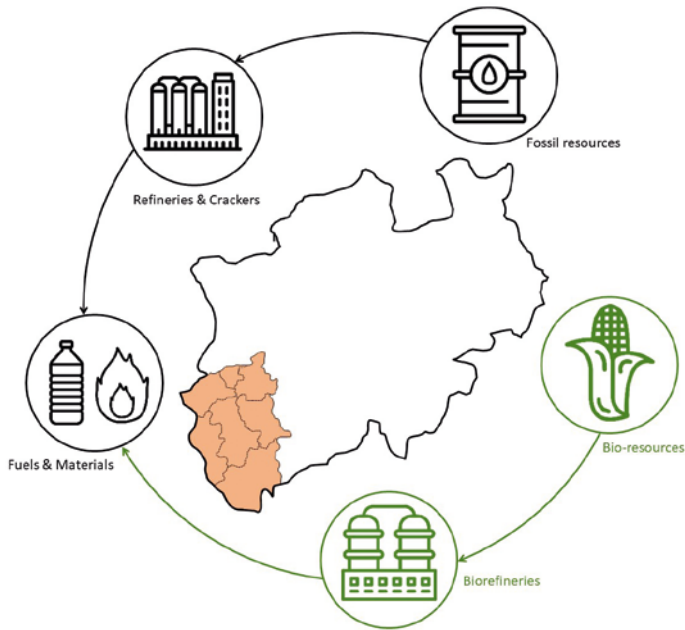 Fossil resources
Refineries & Crackers
Fuels & Materials
Bio-resources
Biorefineries